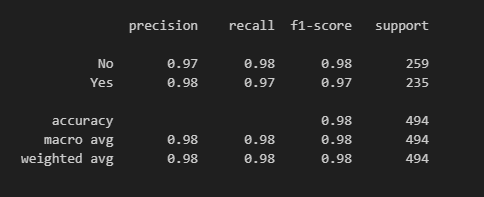 precision recall f1-score support
No 0.97 0.98 0.98 259
Yes 0.98 0.97 0.97 235
accuracy 0.98 494
macro avg 0.98 0.98 0.98 494
weighted avg 0.98 0.98 0.98 494